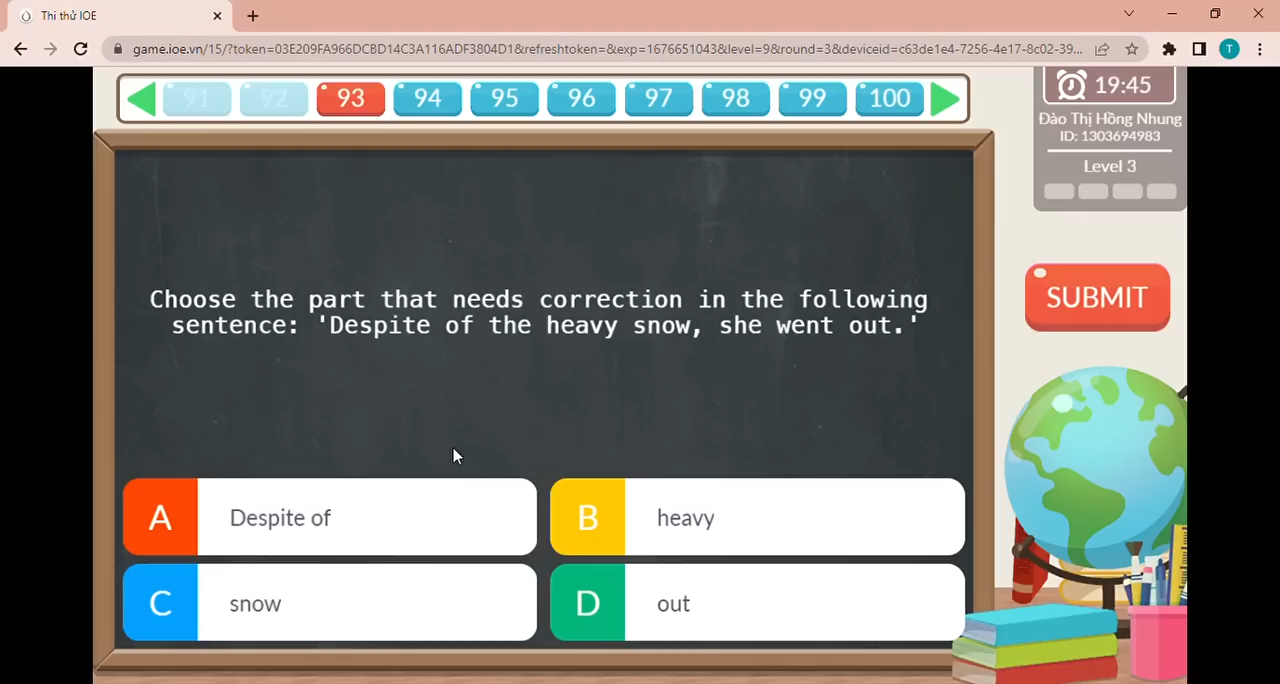 Thi thử IOE
game.ioe.vn/15/?token=03E209FA966DCBD14C3A116ADF3804D1&refreshtoken=&exp=1676651043&level=9&round=3&deviceid=c63de1e4-7256-4e17-8c02-39...
T
91 92 93 94 95 96 97 98 99 100
19:45
Đào Thị Hồng Nhung
ID: 1303694983
Level 3
Choose the part that needs correction in the following
sentence: 'Despite of the heavy snow, she went out.'
SUBMIT
A Despite of
B heavy
C snow
D out